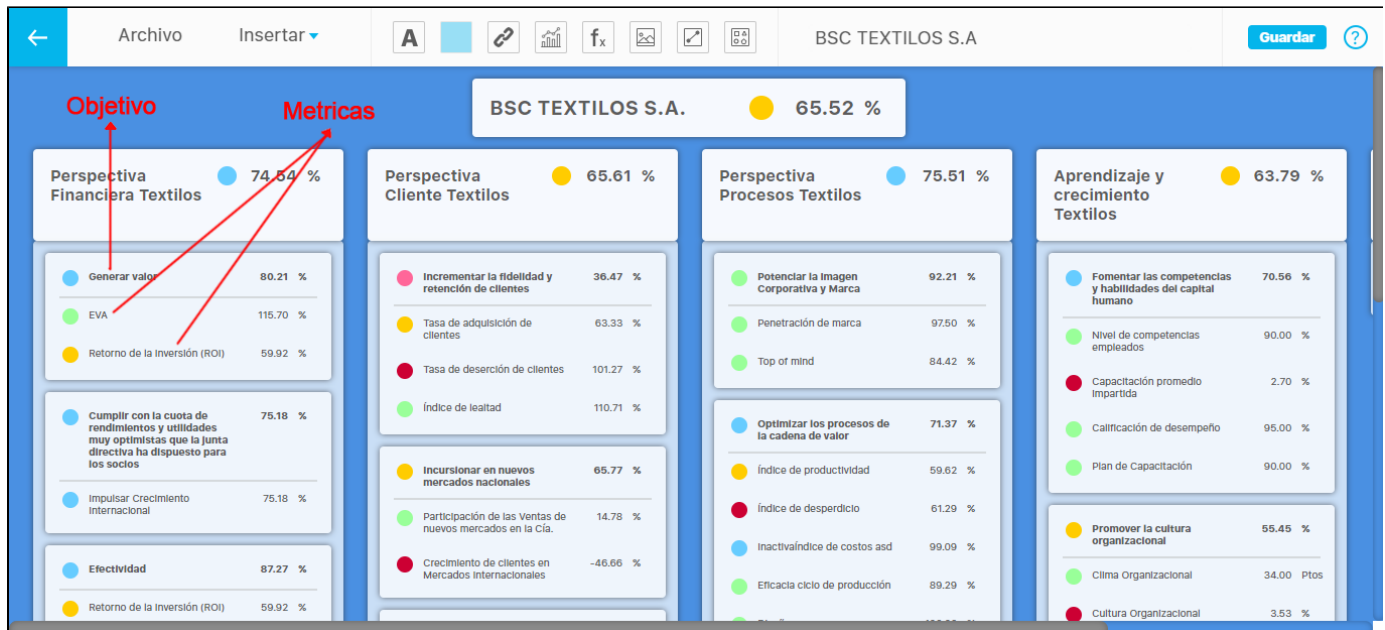 Archivo
Insertar
A
fx
BSC TEXTILOS S.A
Guardar
?
Objetivo
Metricas
BSC TEXTILOS S.A. 65.52 %
Perspectiva
Financiera Textilos
74.54 %
Generar valor 80.21 %
EVA 115.70 %
Retorno de la inversión (ROI) 59.92 %
Cumplir con la cuota de 75.18 %
rendimientos y utilidades
muy optimistas que la junta
directiva ha dispuesto para
los socios
Impulsar Crecimiento 75.18 %
Internacional
Efectividad 87.27 %
Retorno de la inversión (ROI) 59.92 %
Perspectiva
Cliente Textilos
65.61 %
Incrementar la fidelidad y 36.47 %
retención de clientes
Tasa de adquisición de 63.33 %
clientes
Tasa de deserción de clientes 101.27 %
Índice de lealtad 110.71 %
Incursionar en nuevos 65.77 %
mercados nacionales
Participación de las Ventas de 14.78 %
nuevos mercados en la Cía.
Crecimiento de clientes en -46.66 %
Mercados Internacionales
Perspectiva
Procesos Textilos
75.51 %
Potenciar la Imagen 92.21 %
Corporativa y Marca
Penetración de marca 97.50 %
Top of mind 84.42 %
Optimizar los procesos de 71.37 %
la cadena de valor
Índice de productividad 59.62 %
Índice de desperdicio 61.29 %
Inactivaíndice de costos asd 99.09 %
Eficacia ciclo de producción 89.29 %
Aprendizaje y
crecimiento
Textilos
63.79 %
Fomentar las competencias 70.56 %
y habilidades del capital
humano
Nivel de competencias 90.00 %
empleados
Capacitación promedio 2.70 %
impartida
Calificación de desempeño 95.00 %
Plan de Capacitación 90.00 %
Promover la cultura 55.45 %
organizacional
Clima Organizacional 34.00 Ptos
Cultura Organizacional 3.53 %